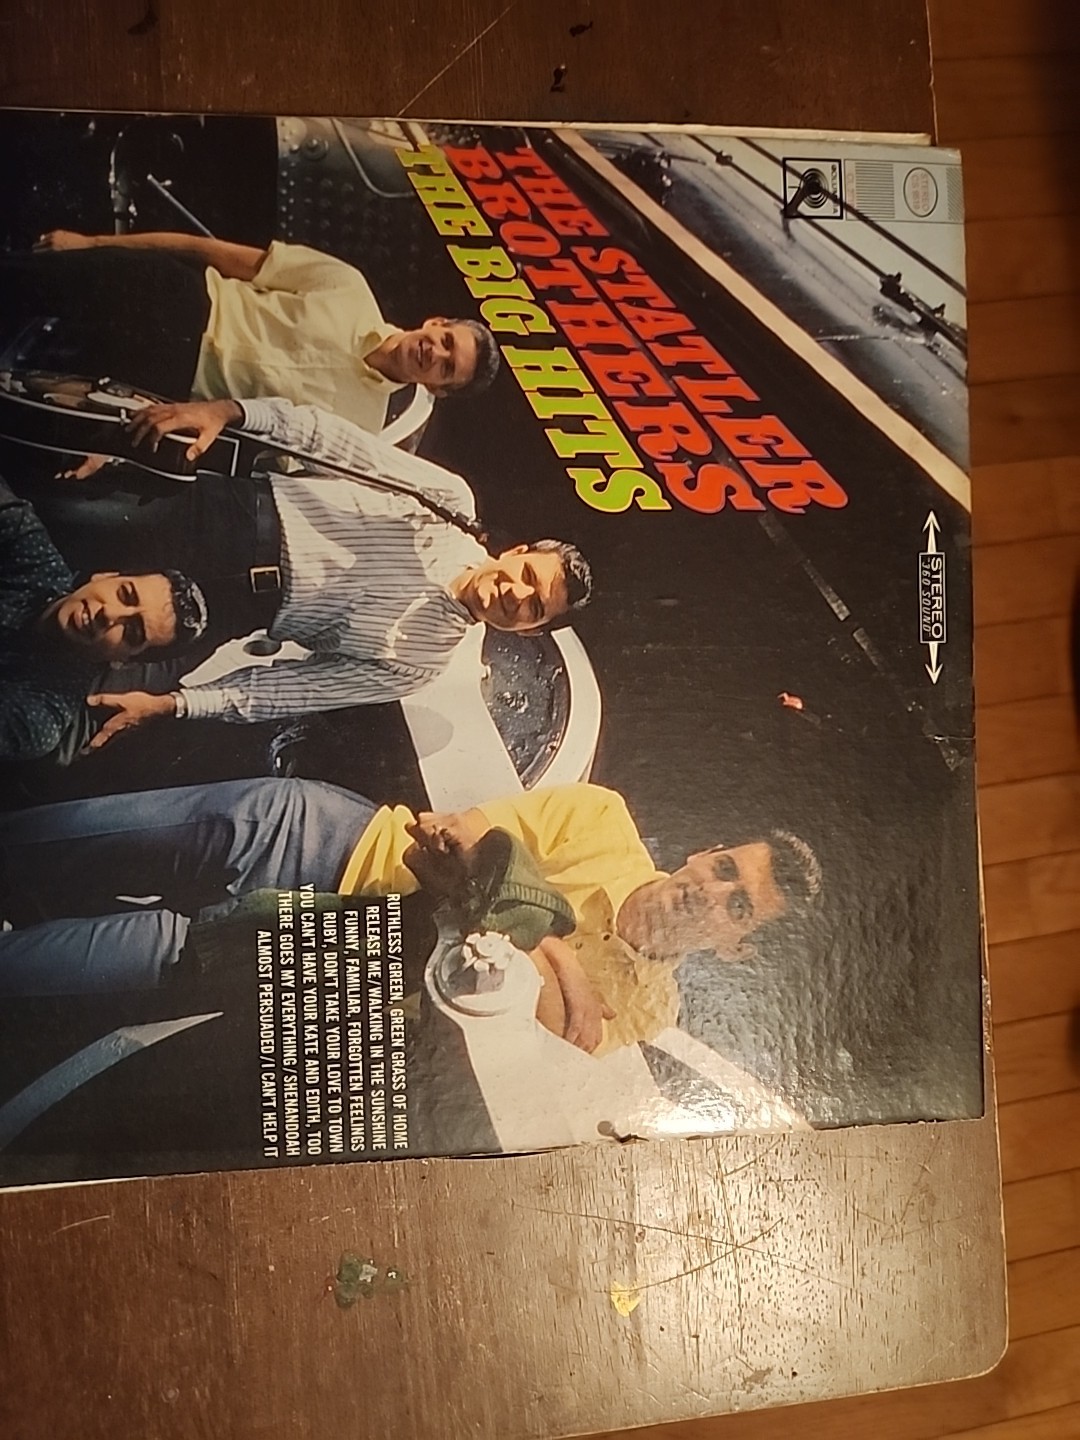 STEREO
COLUMBIA
STEREO
"360 SOUND"
THE STATLER
BROTHERS
THE BIG HITS
RUTHLESS/GREEN, GREEN GRASS OF HOME
RELEASE ME/WALKING IN THE SUNSHINE
FUNNY, FAMILIAR, FORGOTTEN FEELINGS
RUBY, DON'T TAKE YOUR LOVE TO TOWN
YOU CAN'T HAVE YOUR KATE AND EDITH, TOO
THERE GOES MY EVERYTHING/SHENANDOAH
ALMOST PERSUADED/I CAN'T HELP IT